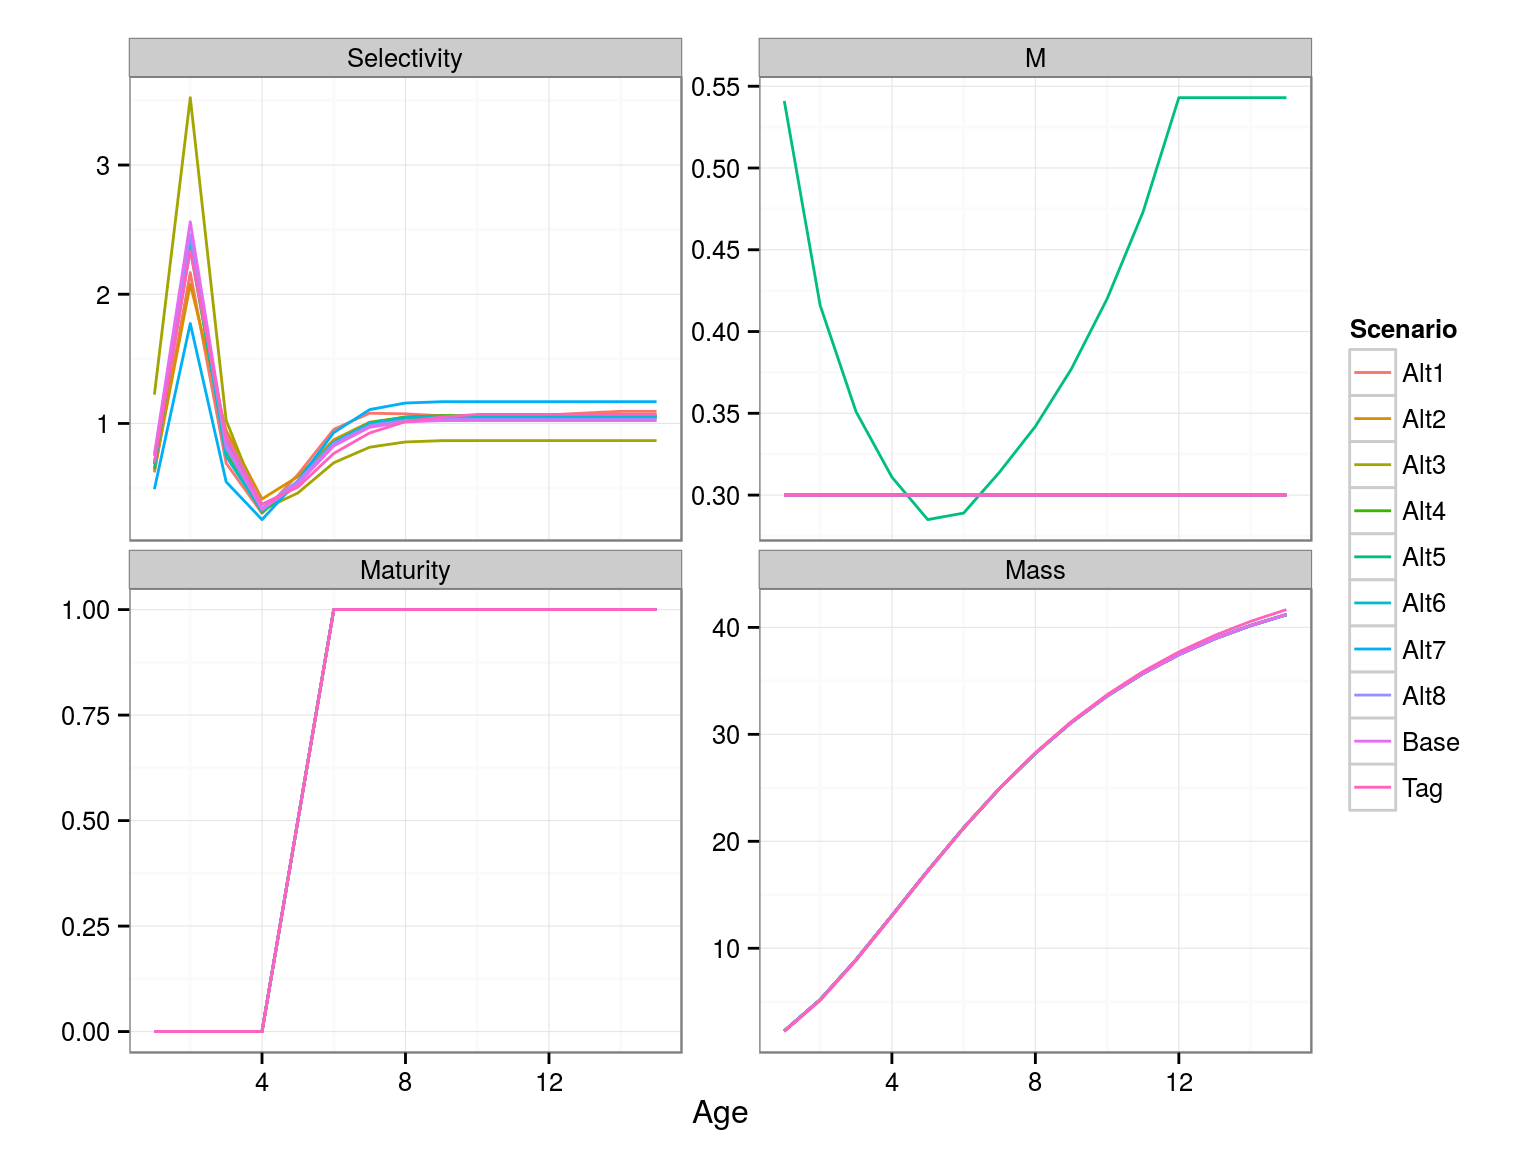 Selectivity
M
3
2
1
0.55
0.50
0.45
0.40
0.35
0.30
Maturity
Mass
1.00
0.75
0.50
0.25
0.00
40
30
20
10
4 8 12
4 8 12
Age
Scenario
Alt1
Alt2
Alt3
Alt4
Alt5
Alt6
Alt7
Alt8
Base
Tag